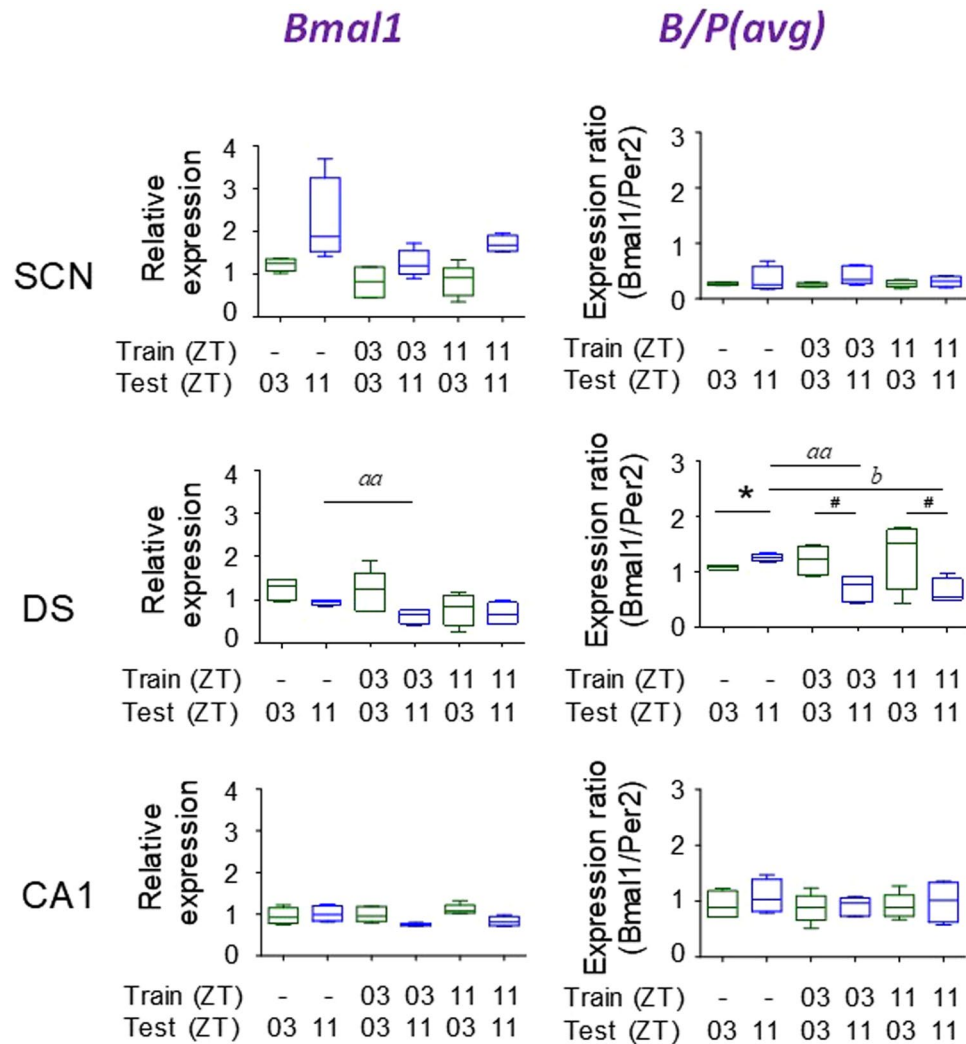 Bmal1
B/P(avg)
SCN
Relative expression
4
3
2
1
0
Train (ZT) - - 03 03 11 11
Test (ZT) 03 11 03 11 03 11
Expression ratio
(Bmal1/Per2)
3
2
1
0
Train (ZT) - - 03 03 11 11
Test (ZT) 03 11 03 11 03 11
DS
Relative expression
4
3
2
1
0
aa
Train (ZT) - - 03 03 11 11
Test (ZT) 03 11 03 11 03 11
Expression ratio
(Bmal1/Per2)
3
2
1
0
aa
b
*
#
#
Train (ZT) - - 03 03 11 11
Test (ZT) 03 11 03 11 03 11
CA1
Relative expression
4
3
2
1
0
Train (ZT) - - 03 03 11 11
Test (ZT) 03 11 03 11 03 11
Expression ratio
(Bmal1/Per2)
3
2
1
0
Train (ZT) - - 03 03 11 11
Test (ZT) 03 11 03 11 03 11